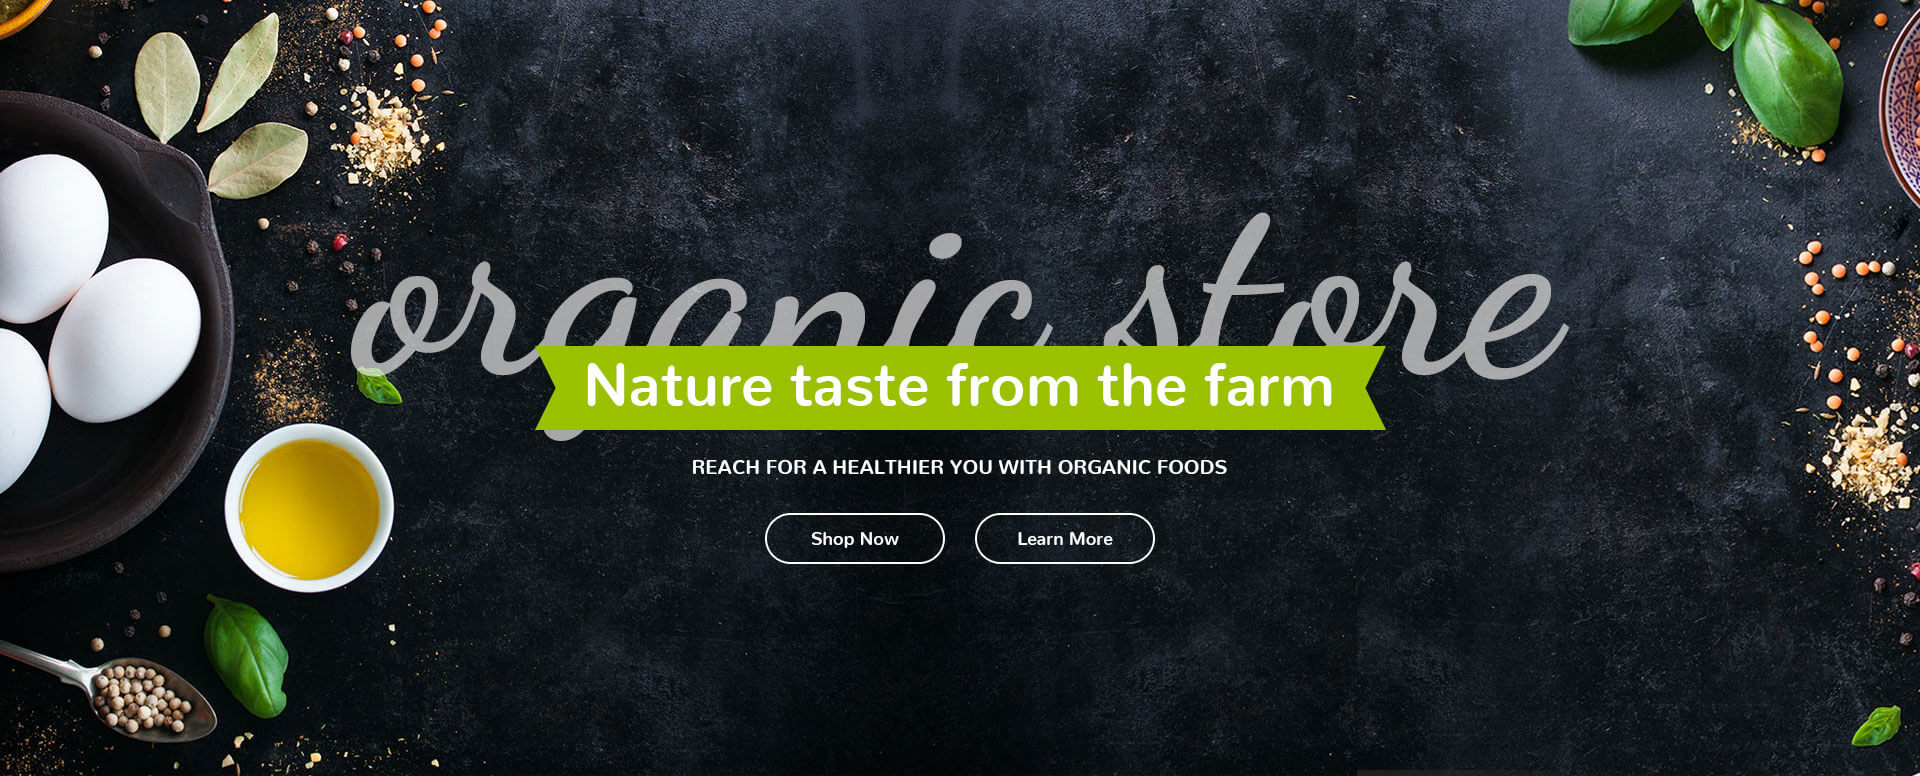 organic store
Nature taste from the farm
REACH FOR A HEALTHIER YOU WITH ORGANIC FOODS
Shop Now
Learn More